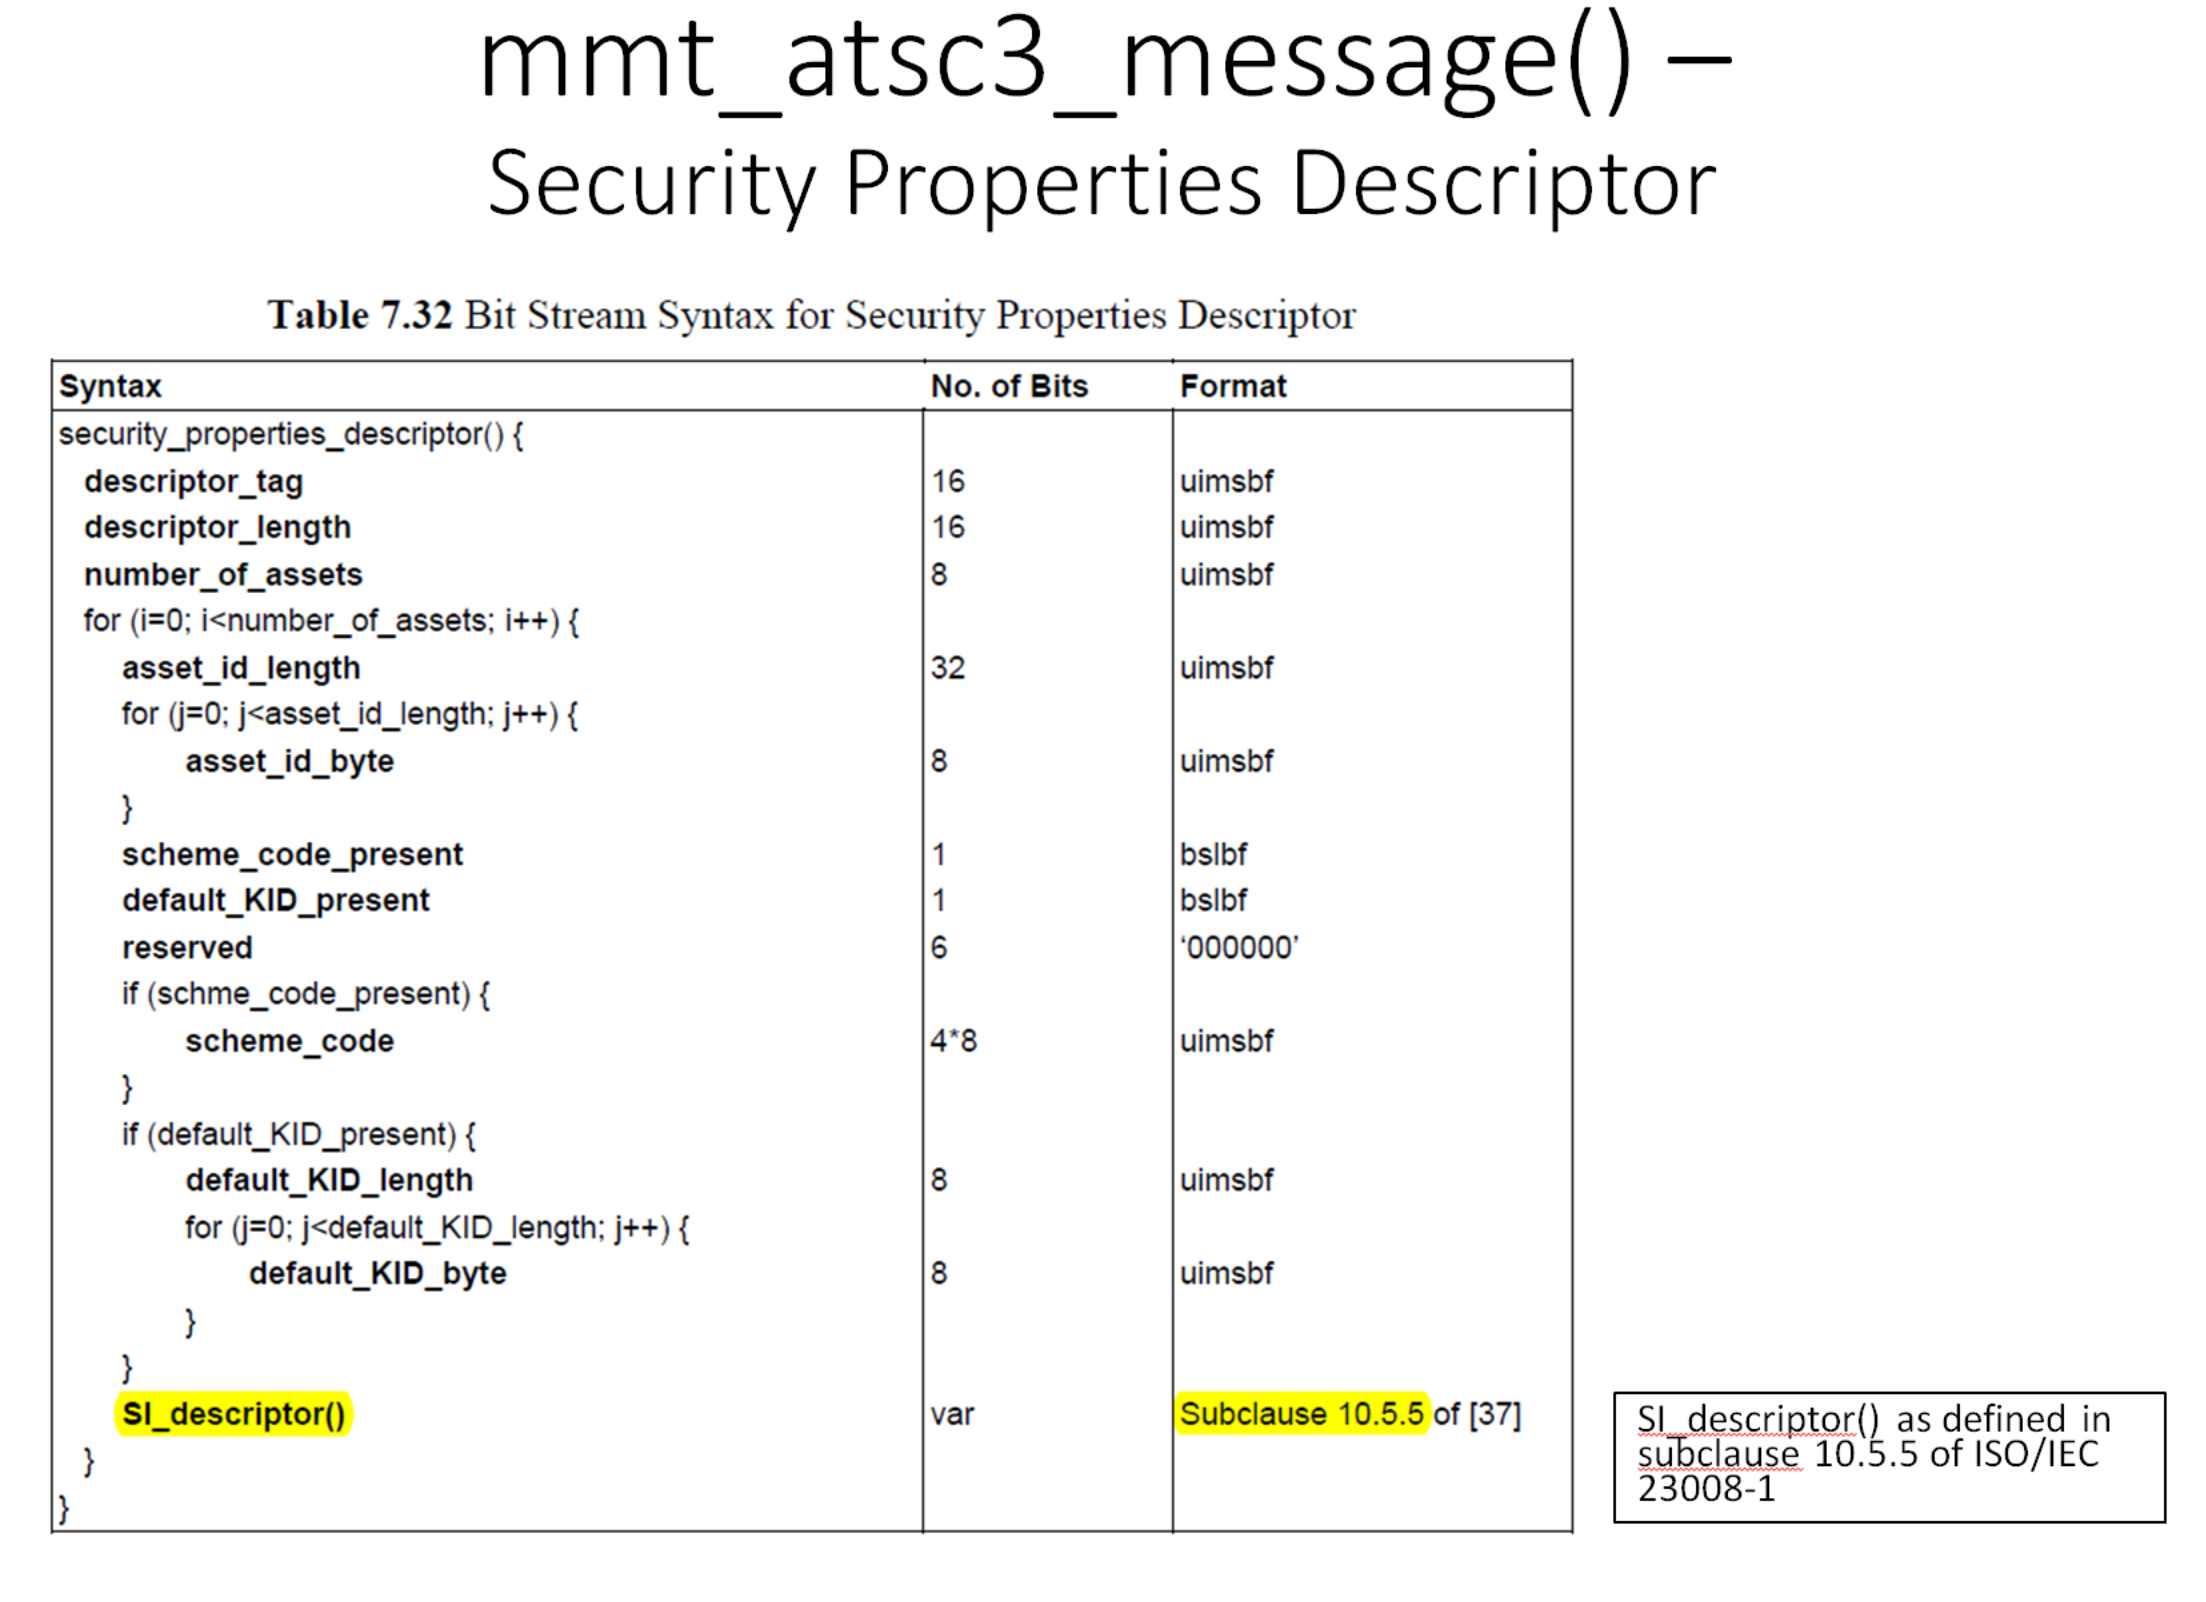 mmt_atsc3_message() –
Security Properties Descriptor
Table 7.32 Bit Stream Syntax for Security Properties Descriptor
Syntax No. of Bits Format
security_properties_descriptor() {
descriptor_tag 16 uimsbf
descriptor_length 16 uimsbf
number_of_assets 8 uimsbf
for (i=0; i<number_of_assets; i++) {
asset_id_length 32 uimsbf
for (j=0; j<asset_id_length; j++) {
asset_id_byte 8 uimsbf
}
scheme_code_present 1 bslbf
default_KID_present 1 bslbf
reserved 6 ‘000000’
if (schme_code_present) {
scheme_code 4*8 uimsbf
}
if (default_KID_present) {
default_KID_length 8 uimsbf
for (j=0; j<default_KID_length; j++) {
default_KID_byte 8 uimsbf
}
}
SI_descriptor() var Subclause 10.5.5 of [37]
}
}
SI_descriptor() as defined in
subclause 10.5.5 of ISO/IEC
23008-1